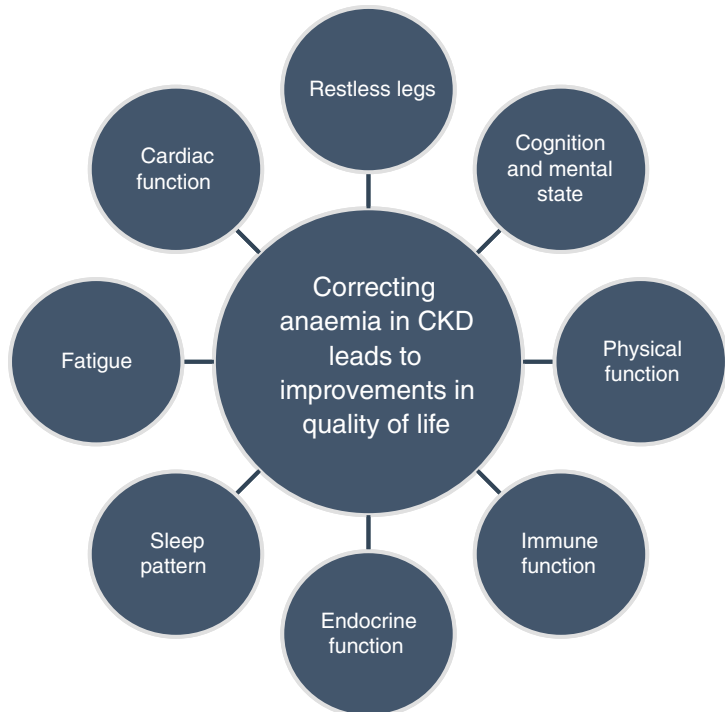 Restless legs
Cognition
and mental
state
Physical
function
Immune
function
Endocrine
function
Sleep
pattern
Fatigue
Cardiac
function
Correcting
anaemia in CKD
leads to
improvements in
quality of life